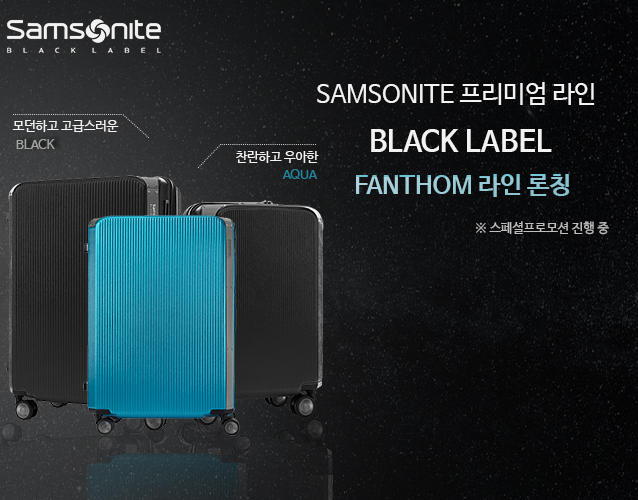 Samsonite
BLACK LABEL
SAMSONITE 프리미엄 라인
BLACK LABEL
FANTHOM 라인 론칭
※ 스페셜프로모션 진행 중
모던하고 고급스러운
BLACK
찬란하고 우아한
AQUA